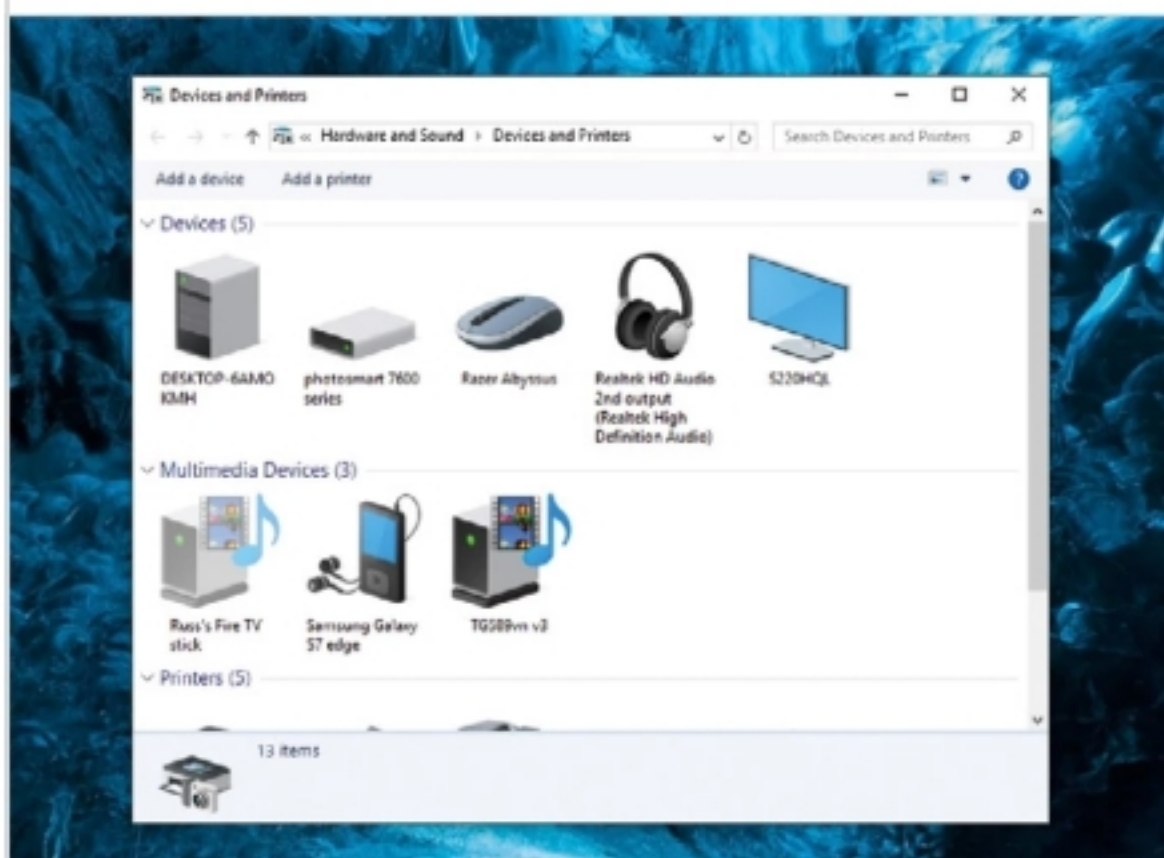 Devices and Printers
« Hardware and Sound › Devices and Printers
Search Devices and Printers
Add a device Add a printer
Devices (5)
DESKTOP-6AMO
KMH
photosmart 7600
series
Razer Abyssus
Realtek HD Audio
2nd output
(Realtek High
Definition Audio)
S220HQL
Multimedia Devices (3)
Russ's Fire TV
stick
Samsung Galaxy
S7 edge
TG589vn v3
Printers (5)
13 items